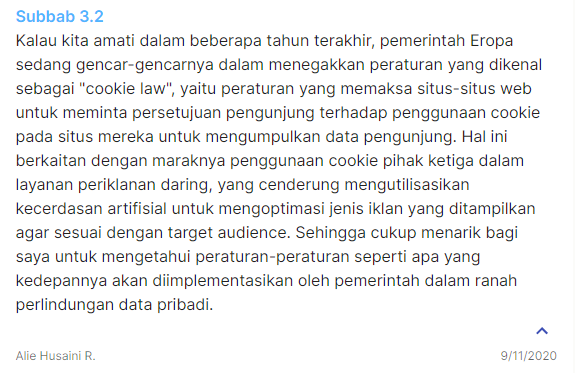 Subbab 3.2
Kalau kita amati dalam beberapa tahun terakhir, pemerintah Eropa
sedang gencar-gencarnya dalam menegakkan peraturan yang dikenal
sebagai "cookie law", yaitu peraturan yang memaksa situs-situs web
untuk meminta persetujuan pengunjung terhadap penggunaan cookie
pada situs mereka untuk mengumpulkan data pengunjung. Hal ini
berkaitan dengan maraknya penggunaan cookie pihak ketiga dalam
layanan periklanan daring, yang cenderung mengutilisasikan
kecerdasan artifisial untuk mengoptimasi jenis iklan yang ditampilkan
agar sesuai dengan target audience. Sehingga cukup menarik bagi
saya untuk mengetahui peraturan-peraturan seperti apa yang
kedepannya akan diimplementasikan oleh pemerintah dalam ranah
perlindungan data pribadi.
Alie Husaini R. 9/11/2020